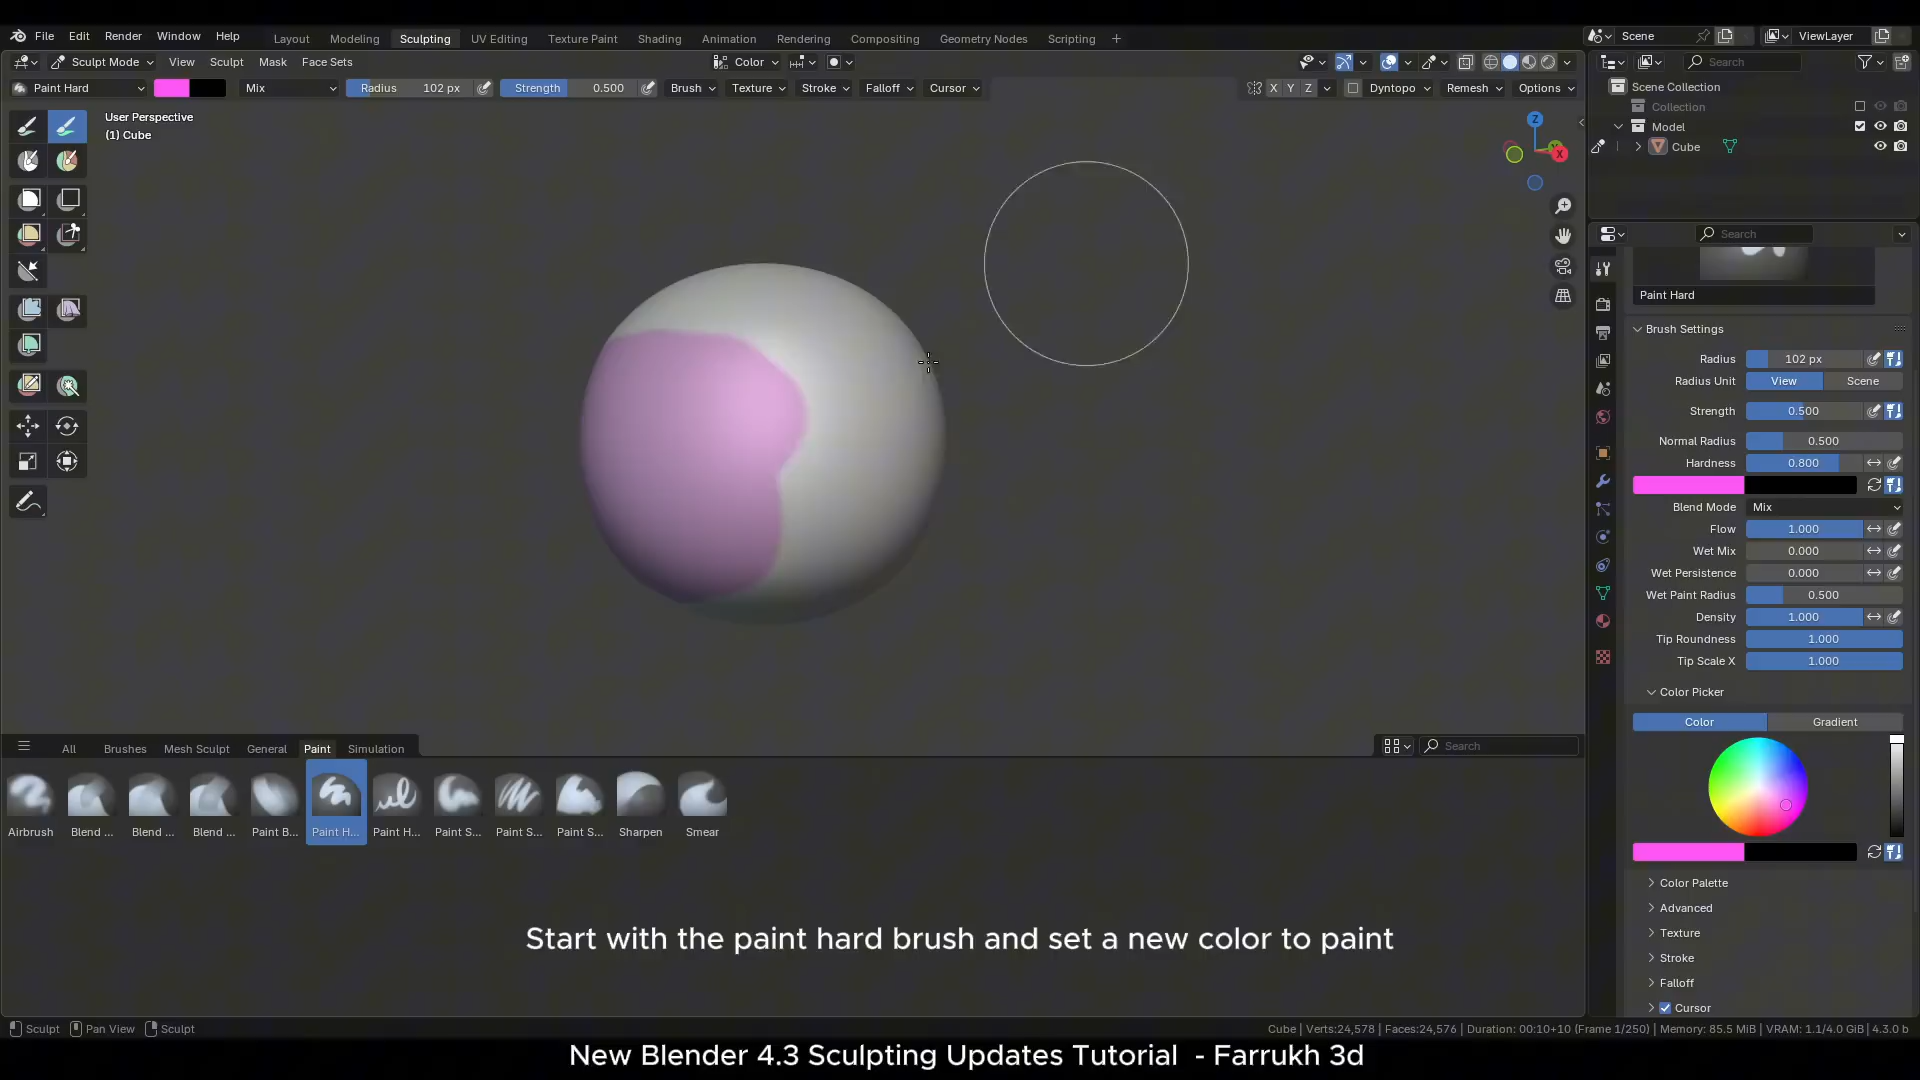 File Edit Render Window Help Layout Modeling Sculpting UV Editing Texture Paint Shading Animation Rendering Compositing Geometry Nodes Scripting + Scene ViewLayer
Sculpt Mode View Sculpt Mask Face Sets Color Search
Paint Hard Mix Radius 102 px Strength 0.500 Brush Texture Stroke Falloff Cursor X Y Z Dyntopo Remesh Options
Scene Collection
Collection
Model
Cube
User Perspective
(1) Cube
Z
X
Search
Paint Hard
Brush Settings
Radius 102 px
Radius Unit View Scene
Strength 0.500
Normal Radius 0.500
Hardness 0.800
Blend Mode Mix
Flow 1.000
Wet Mix 0.000
Wet Persistence 0.000
Wet Paint Radius 0.500
Density 1.000
Tip Roundness 1.000
Tip Scale X 1.000
Color Picker
Color Gradient
Color Palette
Advanced
Texture
Stroke
Falloff
Cursor
All Brushes Mesh Sculpt General Paint Simulation Search
Airbrush Blend ... Blend ... Blend ... Paint B... Paint H... Paint H... Paint S... Paint S... Paint S... Sharpen Smear
Start with the paint hard brush and set a new color to paint
Sculpt Pan View Sculpt Cube | Verts:24,578 | Faces:24,576 | Duration: 00:10+10 (Frame 1/250) | Memory: 85.5 MiB | VRAM: 1.1/4.0 GiB | 4.3.0 b
New Blender 4.3 Sculpting Updates Tutorial - Farrukh 3d